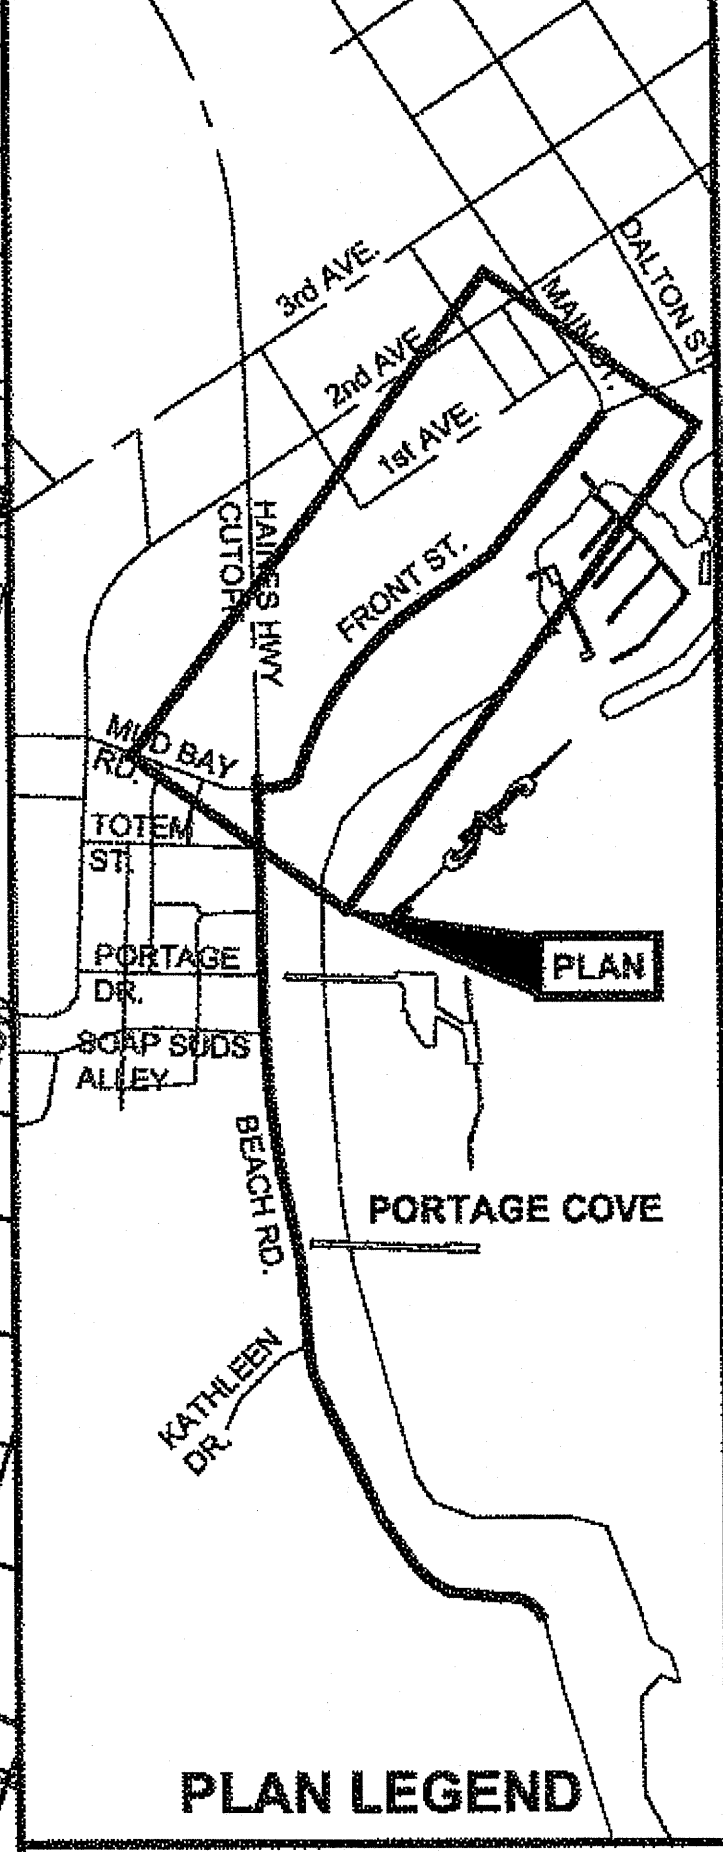 DALTON ST.
3rd AVE.
MAIN ST.
2nd AVE
1st AVE.
HAINES HWY
CUTOFF
FRONT ST.
MUD BAY
RD.
TOTEM
ST.
PORTAGE
DR.
PLAN
SOAP SUDS
ALLEY
BEACH RD.
PORTAGE COVE
KATHLEEN
DR.
PLAN LEGEND